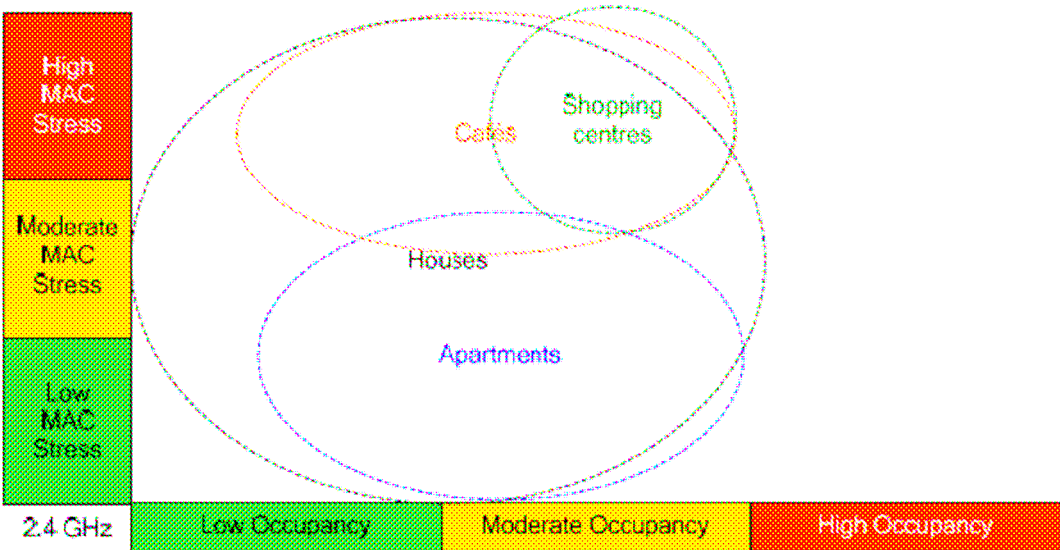 High
MAC
Stress
Moderate
MAC
Stress
Low
MAC
Stress
Cafés
Shopping
centres
Houses
Apartments
2.4 GHz
Low Occupancy
Moderate Occupancy
High Occupancy